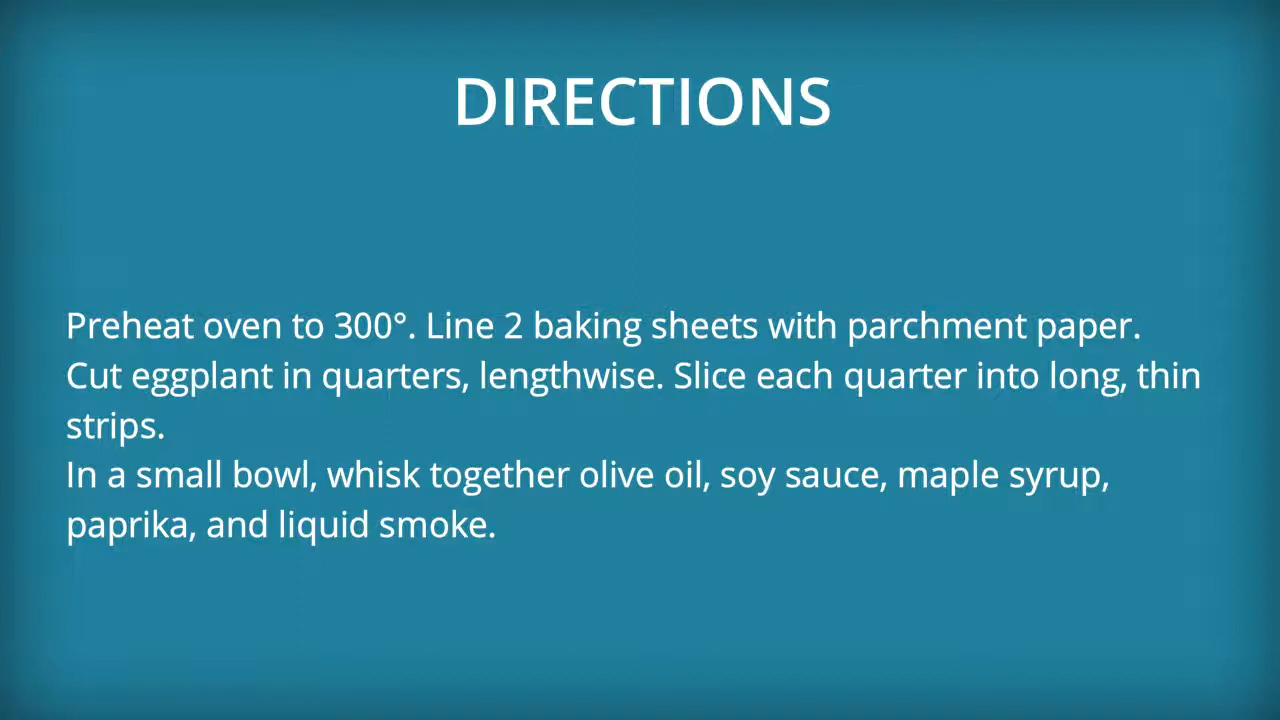 DIRECTIONS
Preheat oven to 300°. Line 2 baking sheets with parchment paper.
Cut eggplant in quarters, lengthwise. Slice each quarter into long, thin
strips.
In a small bowl, whisk together olive oil, soy sauce, maple syrup,
paprika, and liquid smoke.